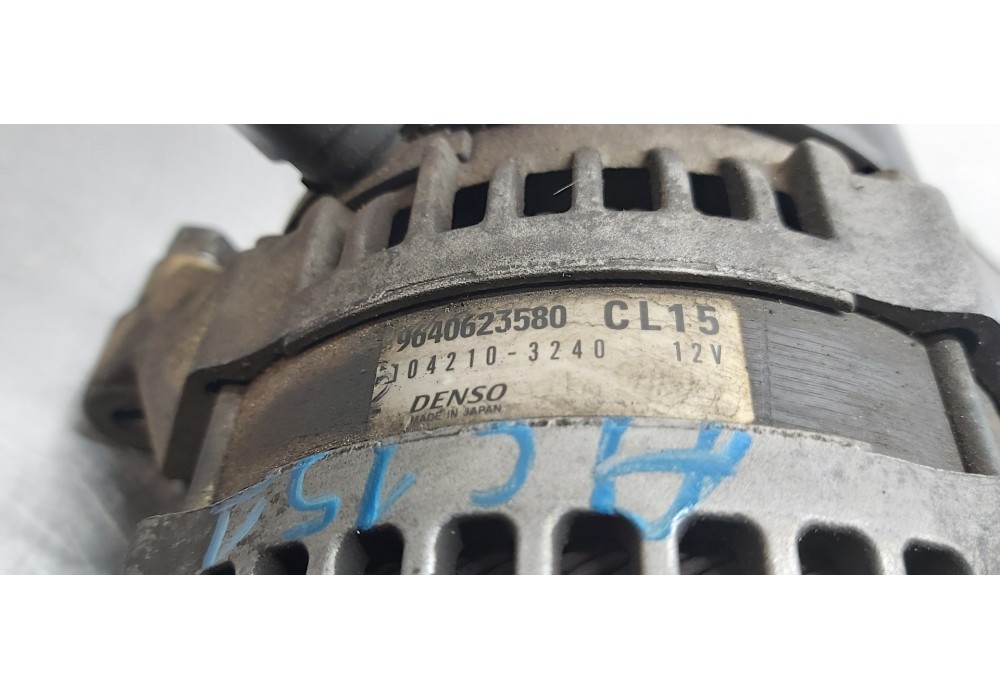 9640623580 CL15
104210-3240 12V
DENSO
MADE IN JAPAN